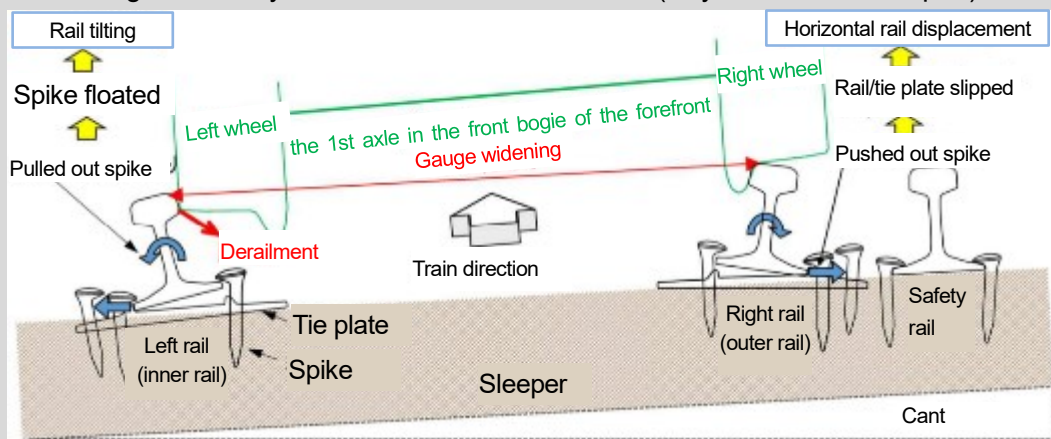 Rail tilting
Horizontal rail displacement
Spike floated
Right wheel
Rail/tie plate slipped
Left wheel
the 1st axle in the front bogie of the forefront
Gauge widening
Pulled out spike
Pushed out spike
Derailment
Train direction
Tie plate
Left rail
(inner rail)
Spike
Right rail
(outer rail)
Safety
rail
Sleeper
Cant